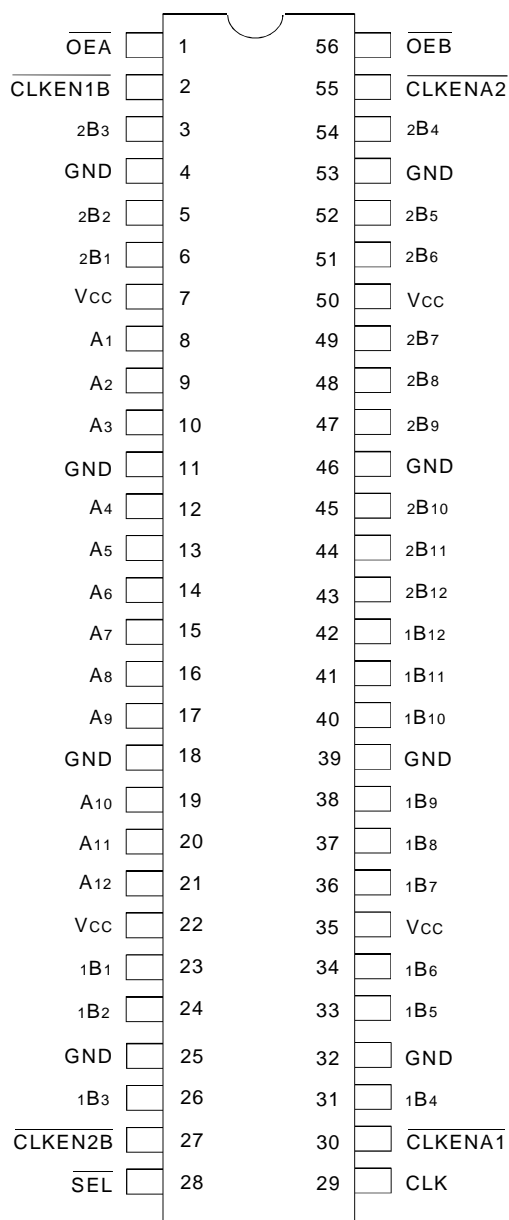 OEA 1 56 OEB
CLKEN1B 2 55 CLKENA2
2B3 3 54 2B4
GND 4 53 GND
2B2 5 52 2B5
2B1 6 51 2B6
VCC 7 50 VCC
A1 8 49 2B7
A2 9 48 2B8
A3 10 47 2B9
GND 11 46 GND
A4 12 45 2B10
A5 13 44 2B11
A6 14 43 2B12
A7 15 42 1B12
A8 16 41 1B11
A9 17 40 1B10
GND 18 39 GND
A10 19 38 1B9
A11 20 37 1B8
A12 21 36 1B7
VCC 22 35 VCC
1B1 23 34 1B6
1B2 24 33 1B5
GND 25 32 GND
1B3 26 31 1B4
CLKEN2B 27 30 CLKENA1
SEL 28 29 CLK